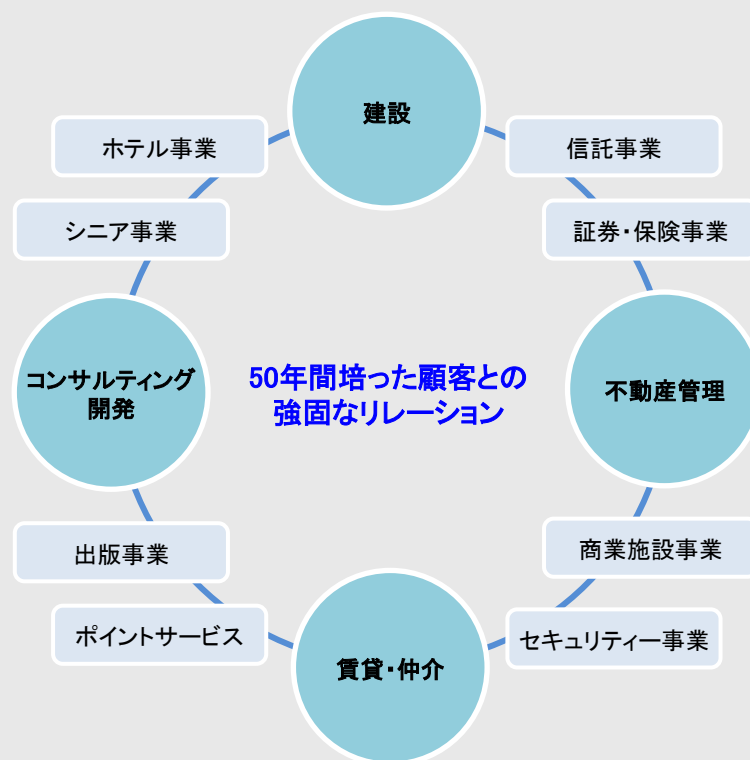 建設
ホテル事業
信託事業
シニア事業
証券・保険事業
コンサルティング
開発
50年間培った顧客との
強固なリレーション
不動産管理
出版事業
商業施設事業
ポイントサービス
賃貸・仲介
セキュリティー事業